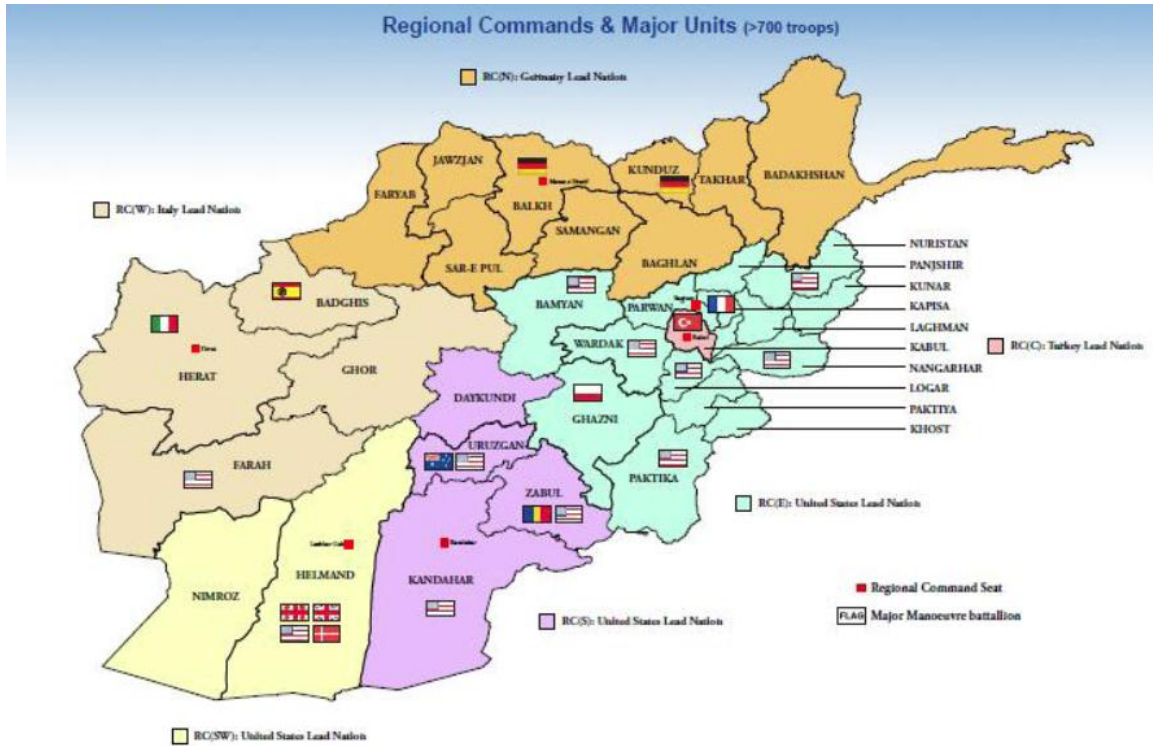 Regional Commands & Major Units (>700 troops)
RC(N): Germany Lead Nation
JAWZJAN
KUNDUZ
TAKHAR
BADAKHSHAN
FARYAB
BALKH
RC(W): Italy Lead Nation
SAMANGAN
SAR-E PUL
BAGHLAN
NURISTAN
PANJSHIR
KUNAR
KAPISA
LAGHMAN
KABUL
RC(C): Turkey Lead Nation
NANGARHAR
LOGAR
PAKTIYA
KHOST
BADGHIS
BAMYAN
PARWAN
WARDAK
HERAT
GHOR
DAYKUNDI
GHAZNI
URUZGAN
FARAH
PAKTIKA
ZABUL
RC(E): United States Lead Nation
NIMROZ
HELMAND
KANDAHAR
Regional Command Seat
FLAG Major Manoeuvre battallion
RC(S): United States Lead Nation
RC(SW): United States Lead Nation